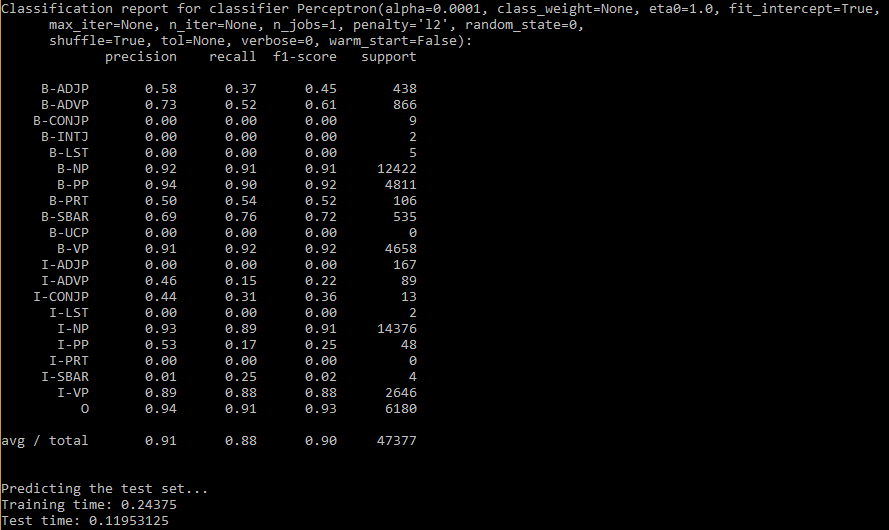 Classification report for classifier Perceptron(alpha=0.0001, class_weight=None, eta0=1.0, fit_intercept=True,
      max_iter=None, n_iter=None, n_jobs=1, penalty='l2', random_state=0,
      shuffle=True, tol=None, verbose=0, warm_start=False):
             precision    recall  f1-score   support

     B-ADJP       0.58      0.37      0.45       438
     B-ADVP       0.73      0.52      0.61       866
    B-CONJP       0.00      0.00      0.00         9
     B-INTJ       0.00      0.00      0.00         2
      B-LST       0.00      0.00      0.00         5
       B-NP       0.92      0.91      0.91     12422
       B-PP       0.94      0.90      0.92      4811
      B-PRT       0.50      0.54      0.52       106
     B-SBAR       0.69      0.76      0.72       535
      B-UCP       0.00      0.00      0.00         0
       B-VP       0.91      0.92      0.92      4658
     I-ADJP       0.00      0.00      0.00       167
     I-ADVP       0.46      0.15      0.22        89
    I-CONJP       0.44      0.31      0.36        13
      I-LST       0.00      0.00      0.00         2
       I-NP       0.93      0.89      0.91     14376
       I-PP       0.53      0.17      0.25        48
      I-PRT       0.00      0.00      0.00         0
     I-SBAR       0.01      0.25      0.02         4
       I-VP       0.89      0.88      0.88      2646
          O       0.94      0.91      0.93      6180

avg / total       0.91      0.88      0.90     47377

Predicting the test set...
Training time: 0.24375
Test time: 0.11953125